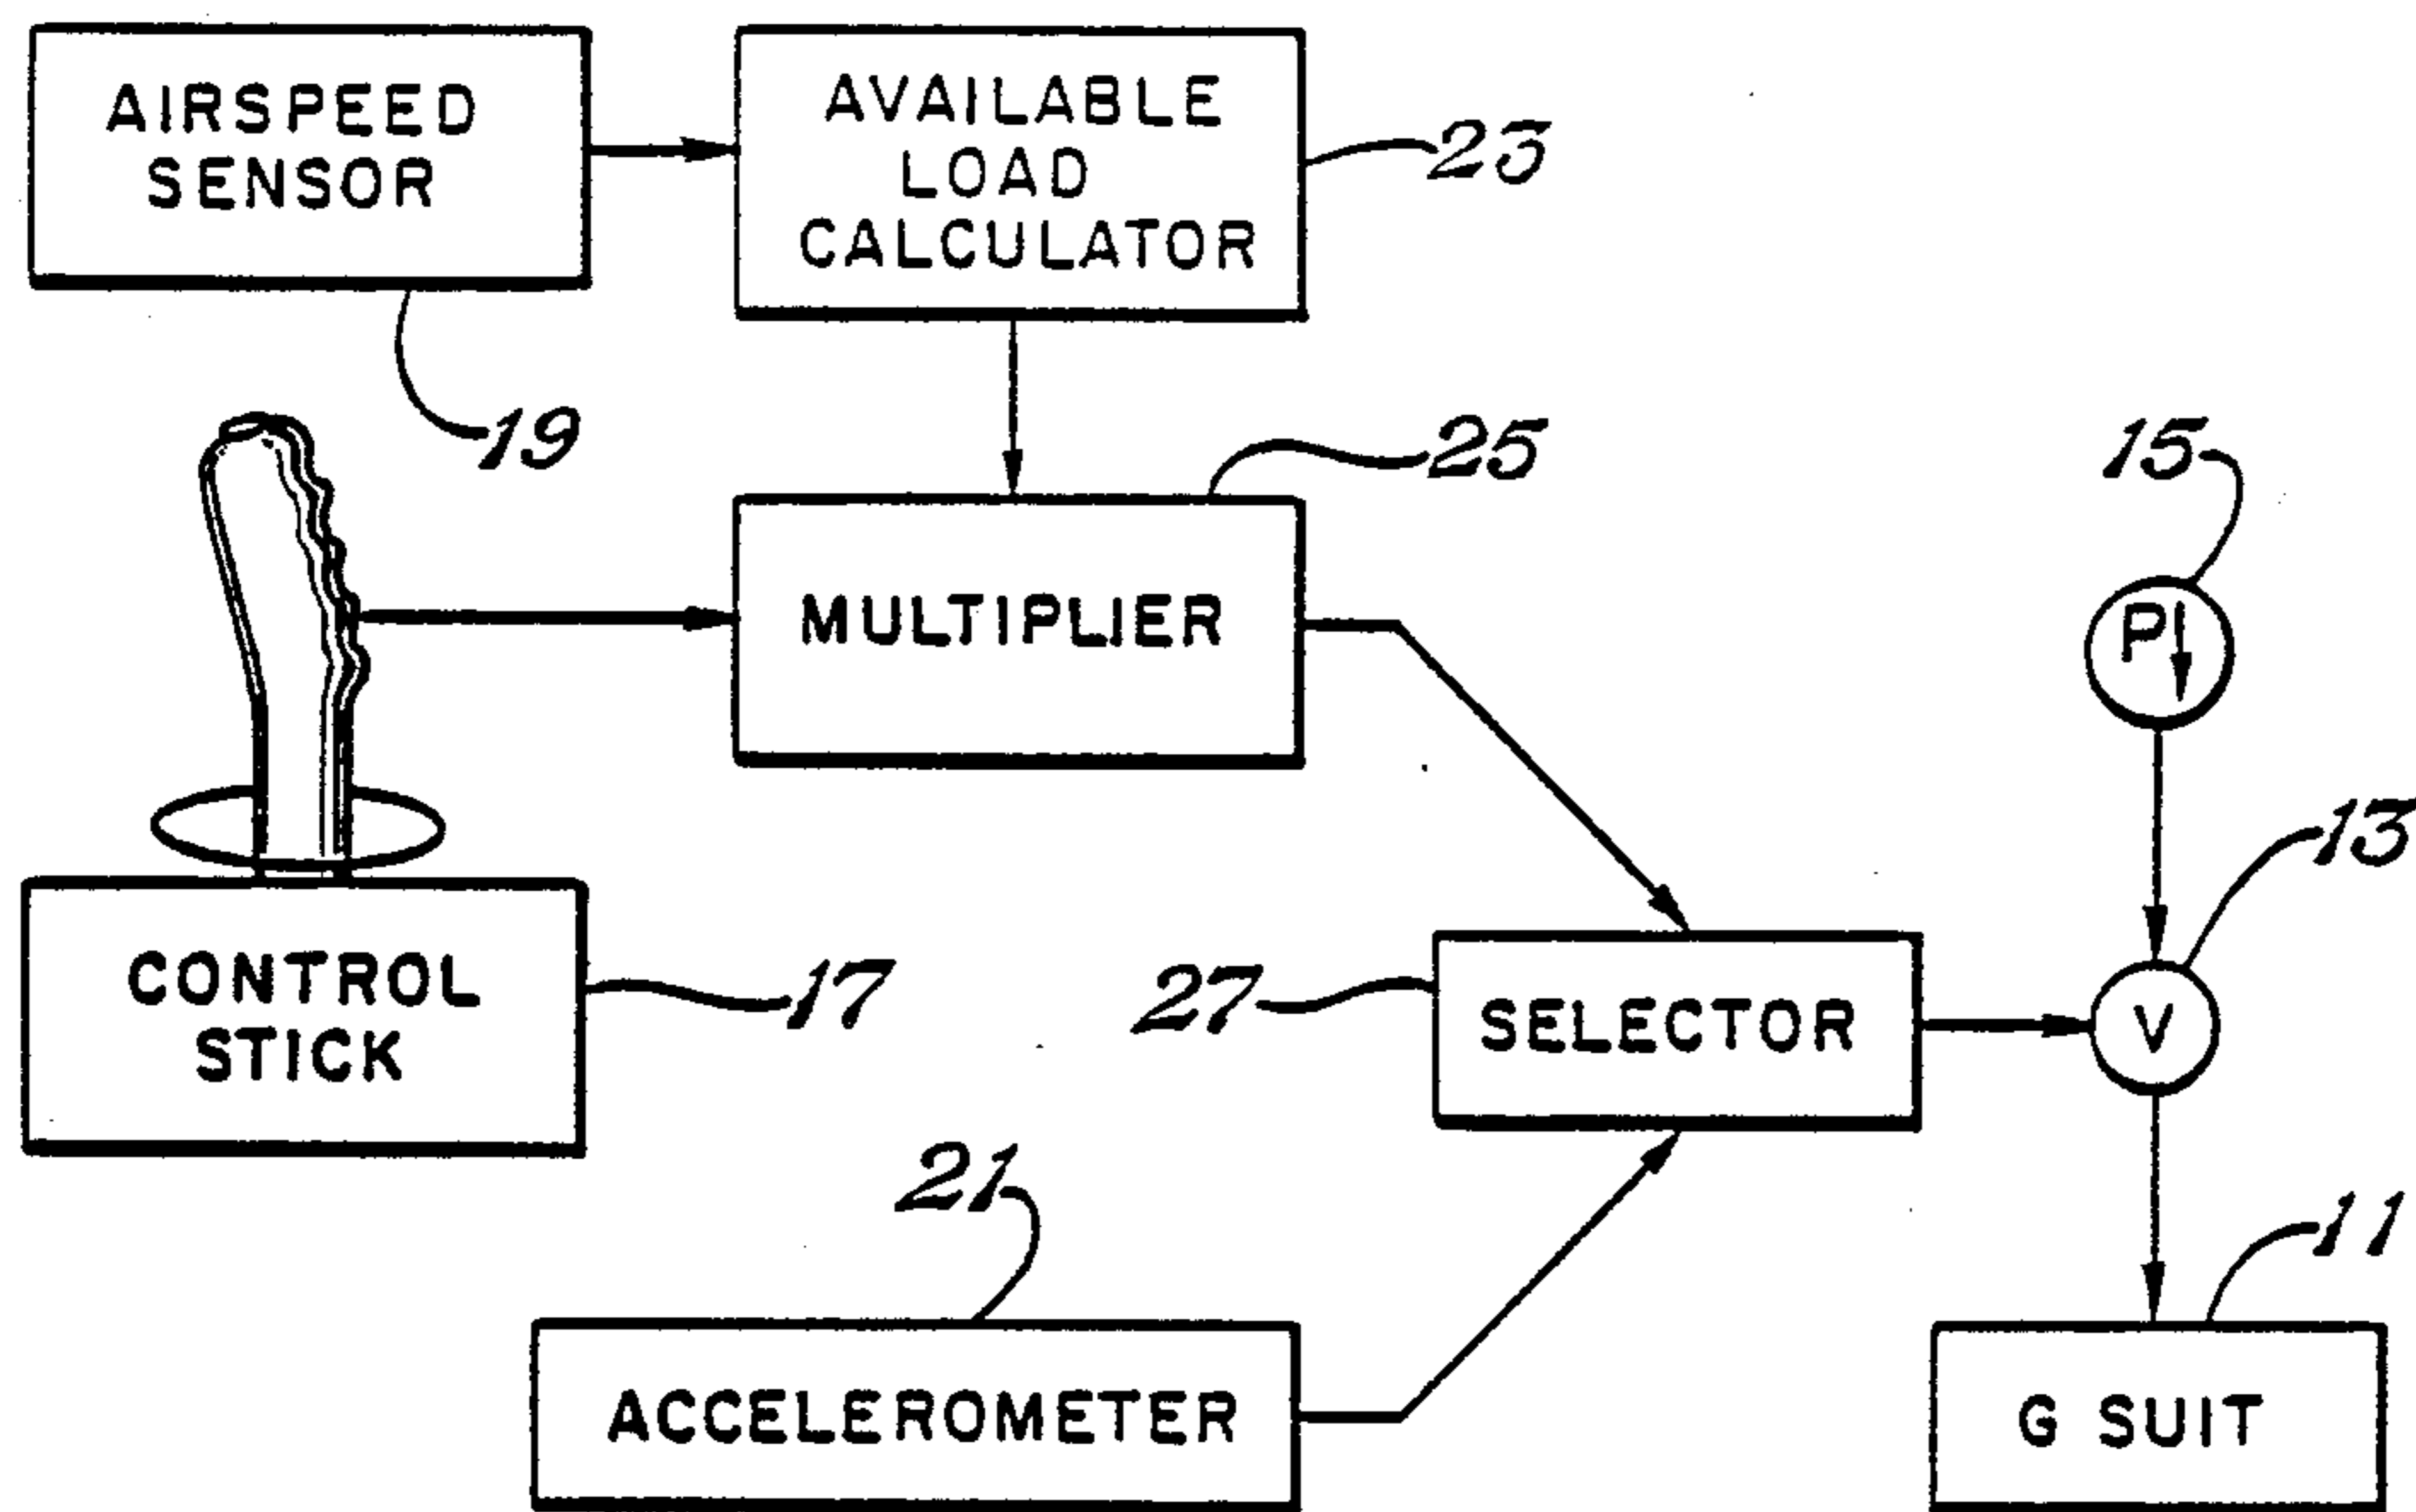 AIRSPEED
SENSOR
AVAILABLE
LOAD
CALCULATOR
23
19
25
15
MULTIPLIER
P
13
CONTROL
STICK
17
27
SELECTOR
V
21
11
ACCELEROMETER
G SUIT